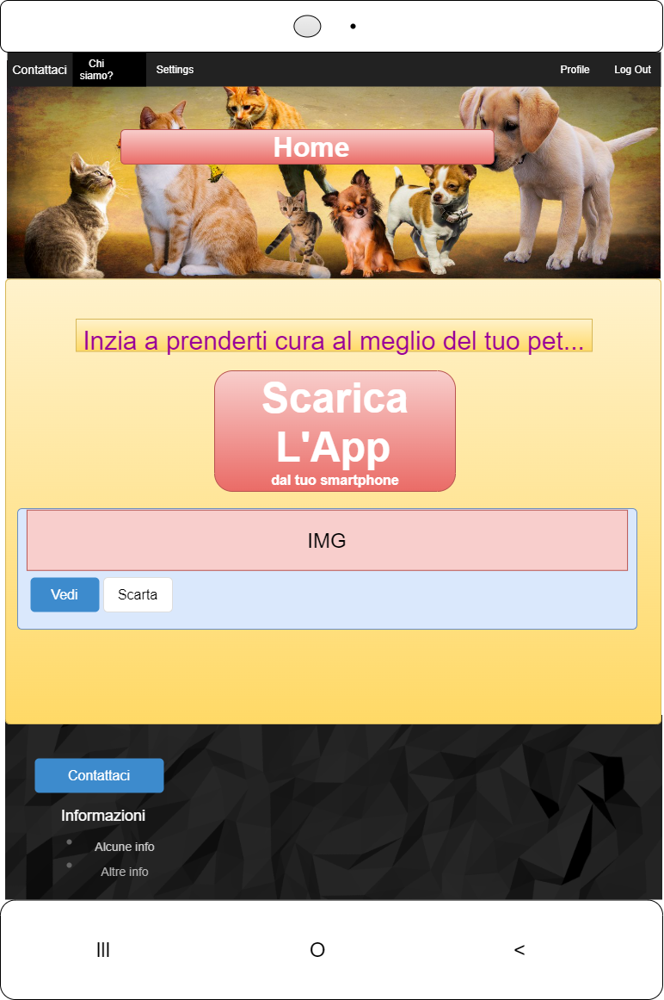 Contattaci
Chi
siamo?
Settings
Profile
Log Out
Home
Inzia a prenderti cura al meglio del tuo pet...
Scarica
L'App
dal tuo smartphone
IMG
Vedi
Scarta
Contattaci
Informazioni
Alcune info
Altre info
lll
O
<